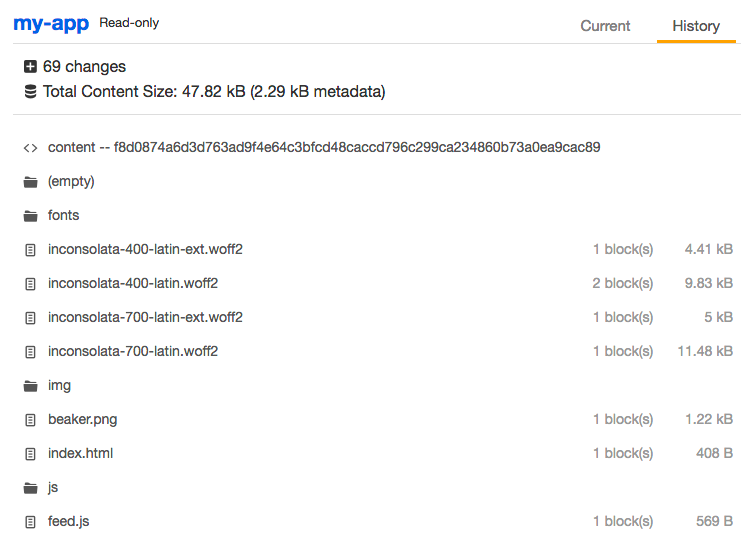 my-app Read-only Current History
69 changes
Total Content Size: 47.82 kB (2.29 kB metadata)
content -- f8d0874a6d3d763ad9f4e64c3bfcd48caccd796c299ca234860b73a0ea9cac89
(empty)
fonts
inconsolata-400-latin-ext.woff2 1 block(s) 4.41 kB
inconsolata-400-latin.woff2 2 block(s) 9.83 kB
inconsolata-700-latin-ext.woff2 1 block(s) 5 kB
inconsolata-700-latin.woff2 1 block(s) 11.48 kB
img
beaker.png 1 block(s) 1.22 kB
index.html 1 block(s) 408 B
js
feed.js 1 block(s) 569 B